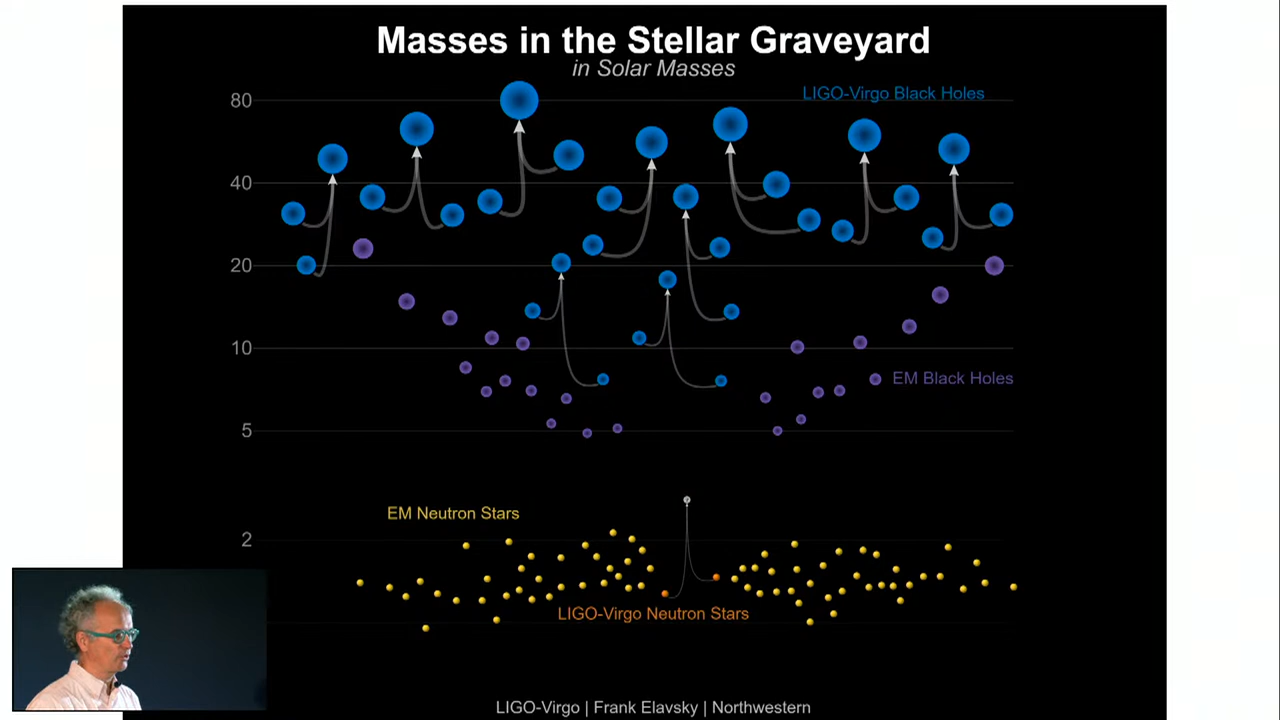 Masses in the Stellar Graveyard
in Solar Masses
80
LIGO-Virgo Black Holes
40
20
10
EM Black Holes
5
EM Neutron Stars
2
LIGO-Virgo Neutron Stars
LIGO-Virgo | Frank Elavsky | Northwestern